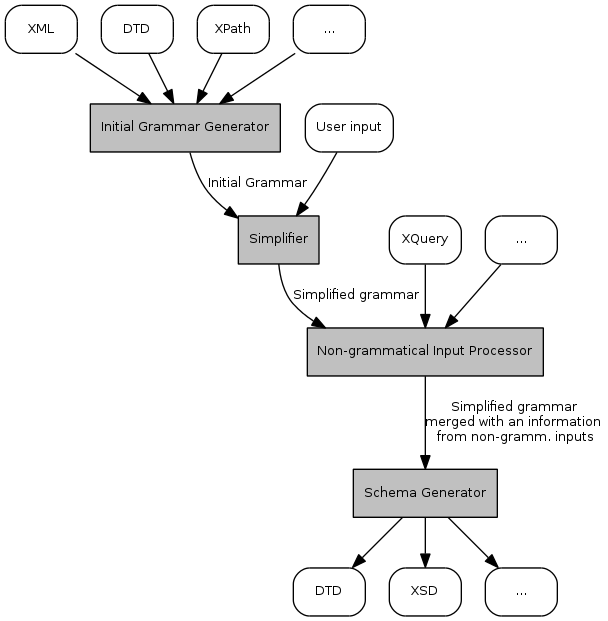 XML
DTD
XPath
...
Initial Grammar Generator
User input
Initial Grammar
Simplifier
XQuery
...
Simplified grammar
Non-grammatical Input Processor
Simplified grammar
merged with an information
from non-gramm. inputs
Schema Generator
DTD
XSD
...